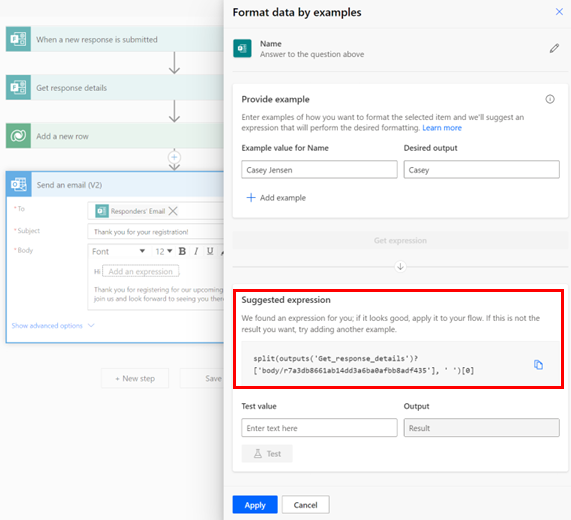 When a new response is submitted
Get response details
Add a new row
Send an email (V2)
* To
Responders' Email
* Subject
Thank you for your registration!
* Body
Font
12
B I U
Hi Add an expression ,
Thank you for registering for our upcoming
join us and look forward to seeing you there
Show advanced options
+ New step
Save
Format data by examples
Name
Answer to the question above
Provide example
Enter examples of how you want to format the selected item and we'll suggest an
expression that will perform the desired formatting. Learn more
Example value for Name
Desired output
Casey Jensen
Casey
+ Add example
Get expression
Suggested expression
We found an expression for you; if it looks good, apply it to your flow. If this is not the
result you want, try adding another example.
split(outputs('Get_response_details')?
['body/r7a3db8661ab14dd3a6ba0afbb8adf435'], ' ')[0]
Test value
Output
Enter text here
Result
Test
Apply
Cancel